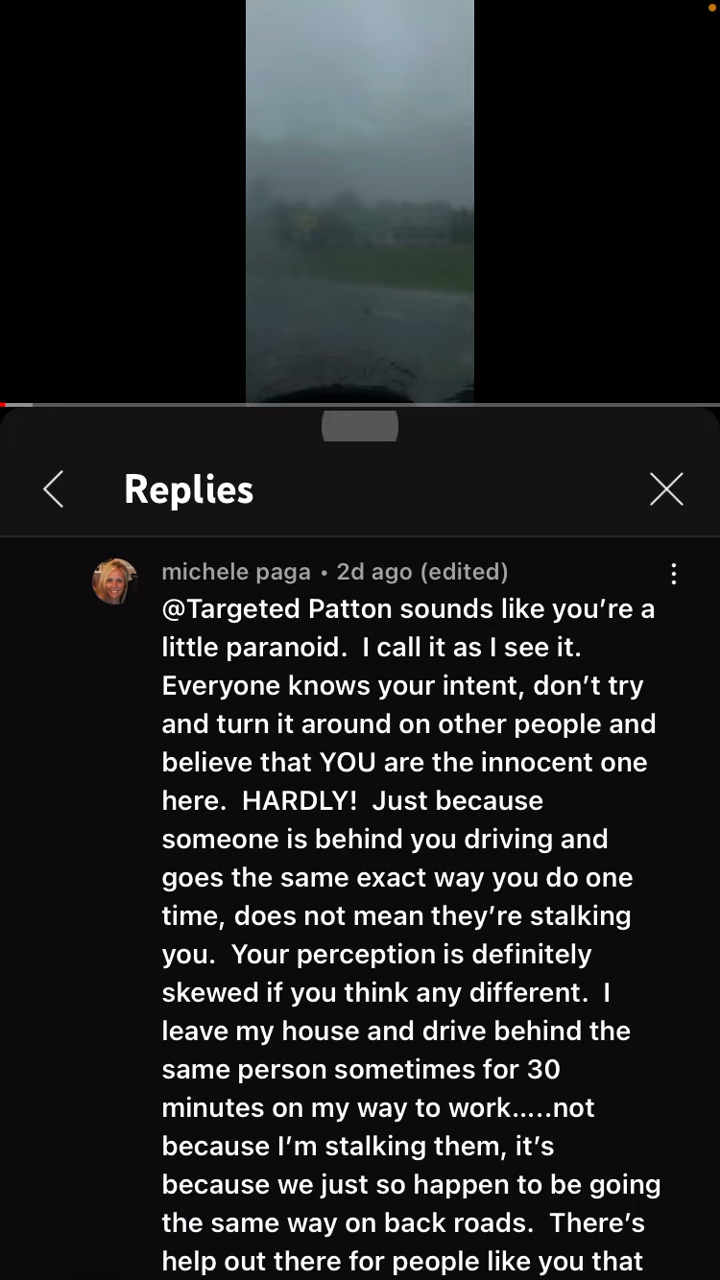 Replies
michele paga • 2d ago (edited)
@Targeted Patton sounds like you’re a
little paranoid.  I call it as I see it.
Everyone knows your intent, don’t try
and turn it around on other people and
believe that YOU are the innocent one
here.  HARDLY!  Just because
someone is behind you driving and
goes the same exact way you do one
time, does not mean they’re stalking
you.  Your perception is definitely
skewed if you think any different.  I
leave my house and drive behind the
same person sometimes for 30
minutes on my way to work.....not
because I’m stalking them, it’s
because we just so happen to be going
the same way on back roads.  There’s
help out there for people like you that